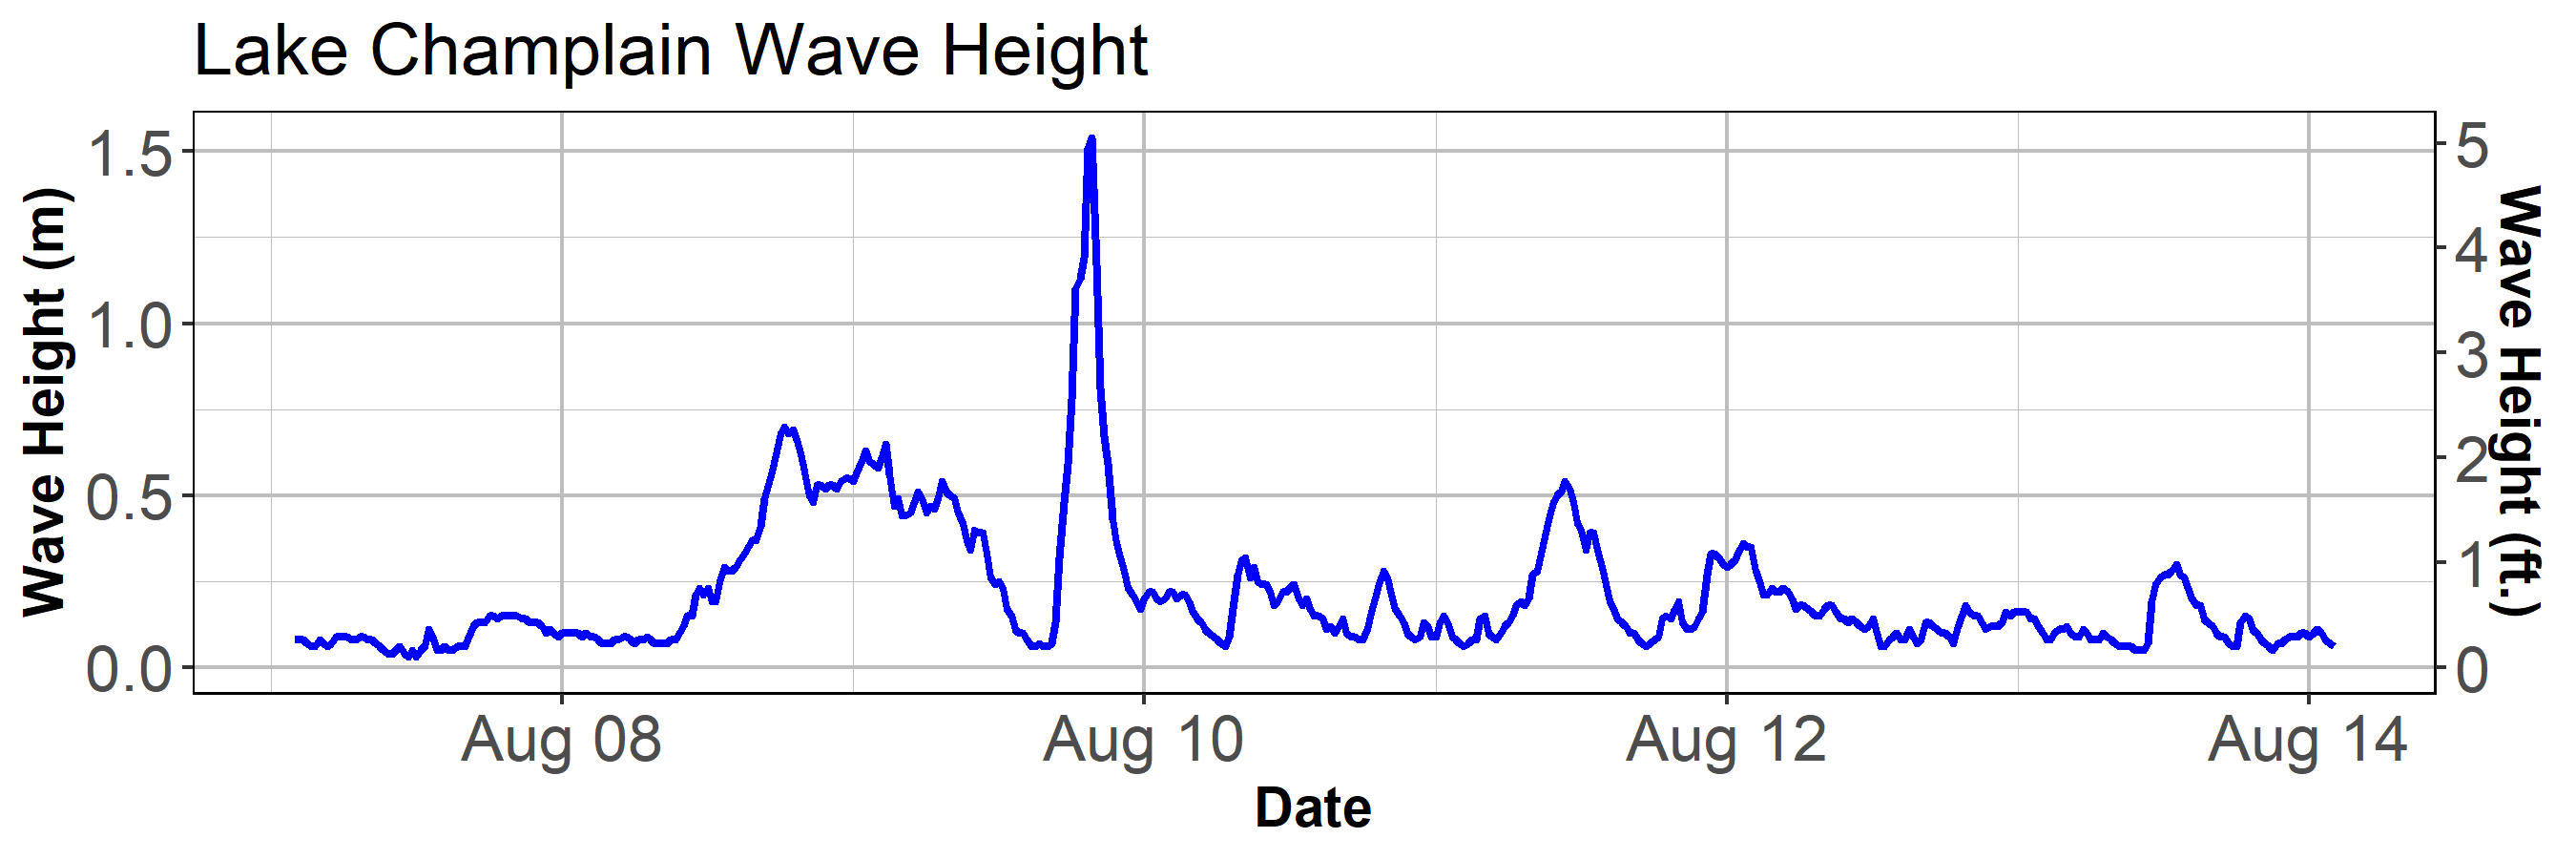 Lake Champlain Wave Height
Wave Height (m)
1.5
1.0
0.5
0.0
5
4
3
2
1
0
Wave Height (ft.)
Aug 08
Aug 10
Aug 12
Aug 14
Date